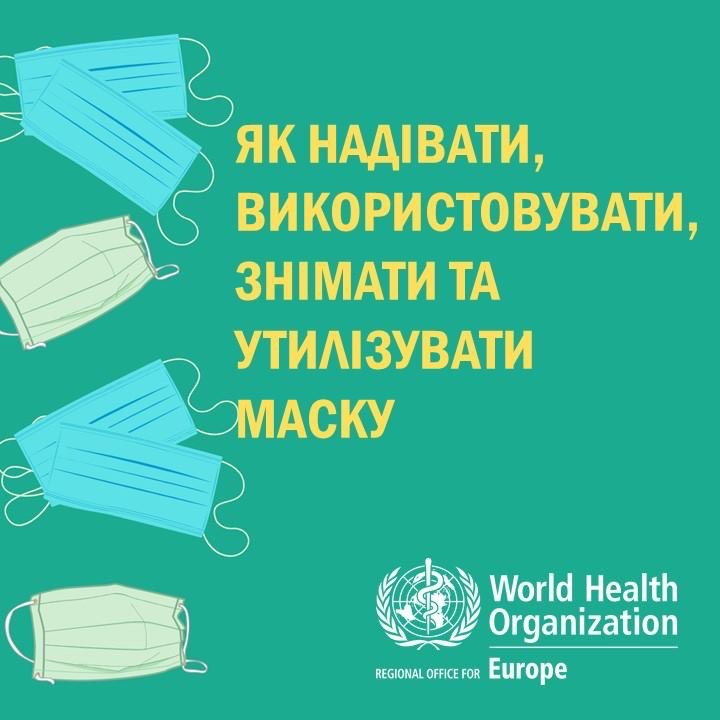 ЯК НАДІВАТИ,
ВИКОРИСТОВУВАТИ,
ЗНІМАТИ ТА
УТИЛІЗУВАТИ
МАСКУ
World Health
Organization
REGIONAL OFFICE FOR Europe